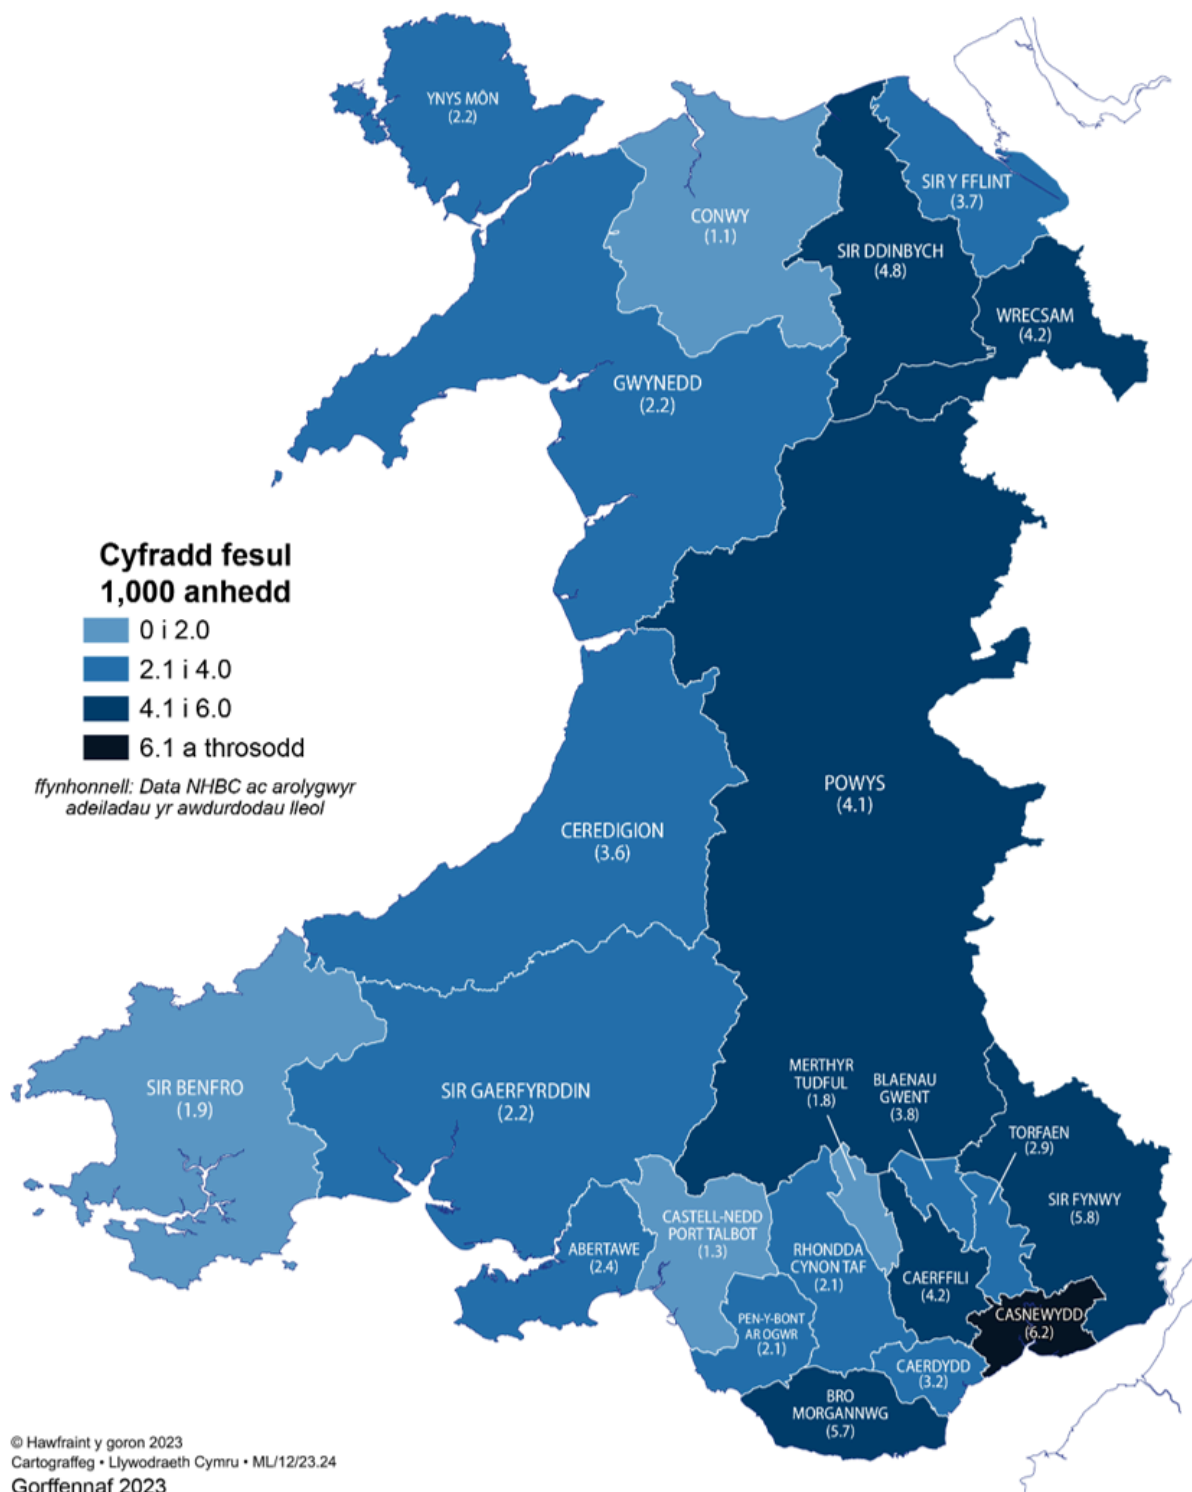 YNYS MÔN
(2.2)
CONWY
(1.1)
SIR Y FFLINT
(3.7)
SIR DDINBYCH
(4.8)
WRECSAM
(4.2)
GWYNEDD
(2.2)
Cyfradd fesul
1,000 anhedd
0 i 2.0
2.1 i 4.0
4.1 i 6.0
6.1 a throsodd
ffynhonnell: Data NHBC ac arolygwyr
adeiladau yr awdurdodau lleol
POWYS
(4.1)
CEREDIGION
(3.6)
SIR BENFRO
(1.9)
SIR GAERFYRDDIN
(2.2)
MERTHYR
TUDFUL
(1.8)
BLAENAU
GWENT
(3.8)
TORFAEN
(2.9)
SIR FYNWY
(5.8)
ABERTAWE
(2.4)
CASTELL-NEDD
PORT TALBOT
(1.3)
RHONDDA
CYNON TAF
(2.1)
CAERFFILI
(4.2)
CASNEWYDD
(6.2)
PEN-Y-BONT
AR OGWR
(2.1)
CAERDYDD
(3.2)
BRO
MORGANNWG
(5.7)
© Hawfraint y goron 2023
Cartograffeg • Llywodraeth Cymru • ML/12/23.24
Gorffennaf 2023